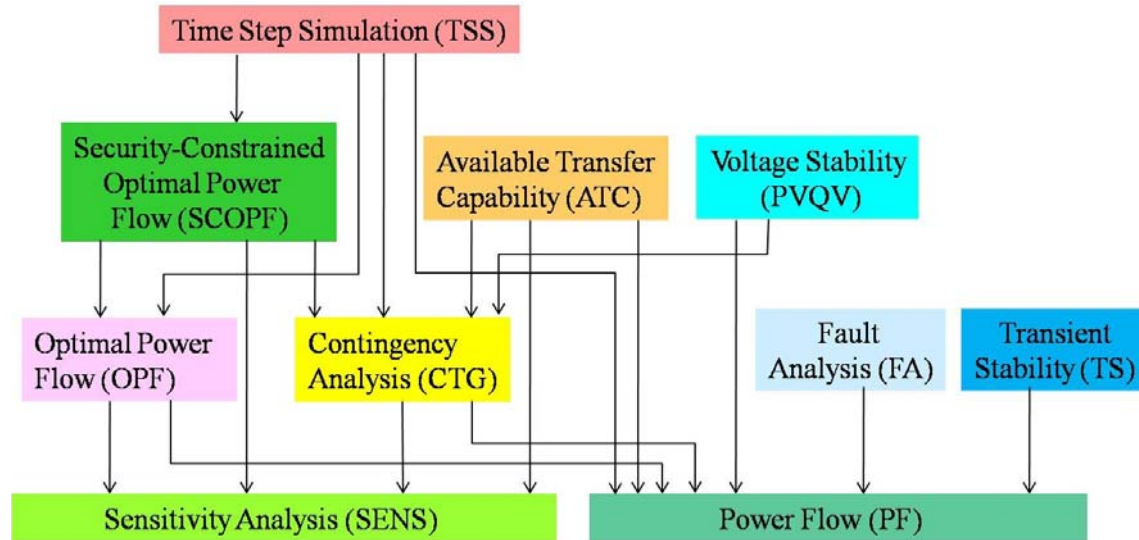 Time Step Simulation (TSS)
Security-Constrained
Optimal Power
Flow (SCOPF)
Available Transfer
Capability (ATC)
Voltage Stability
(PVQV)
Optimal Power
Flow (OPF)
Contingency
Analysis (CTG)
Fault
Analysis (FA)
Transient
Stability (TS)
Sensitivity Analysis (SENS)
Power Flow (PF)